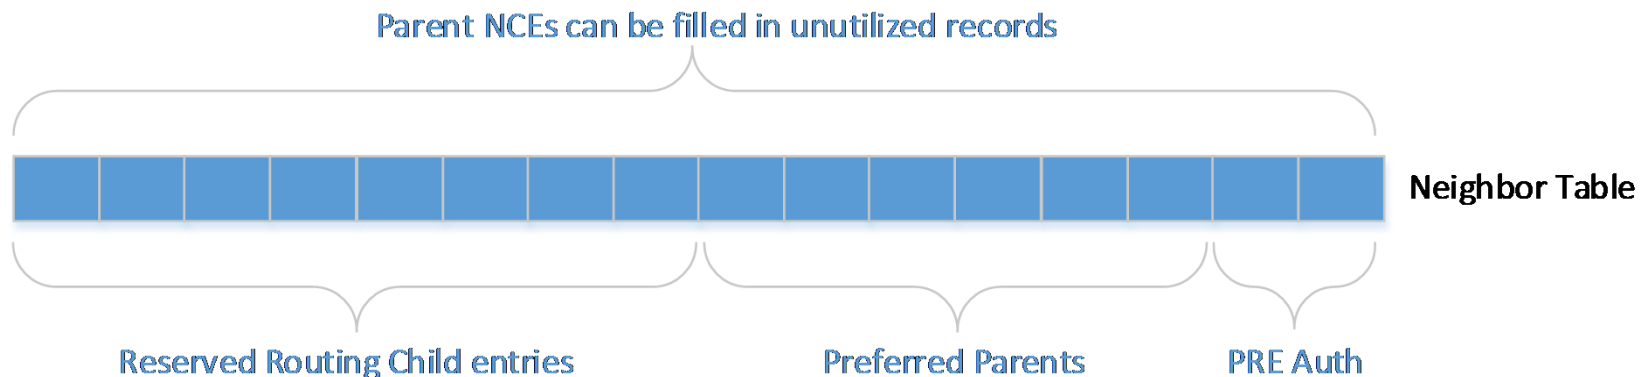 Parent NCEs can be filled in unutilized records
Neighbor Table
Reserved Routing Child entries
Preferred Parents
PRE Auth